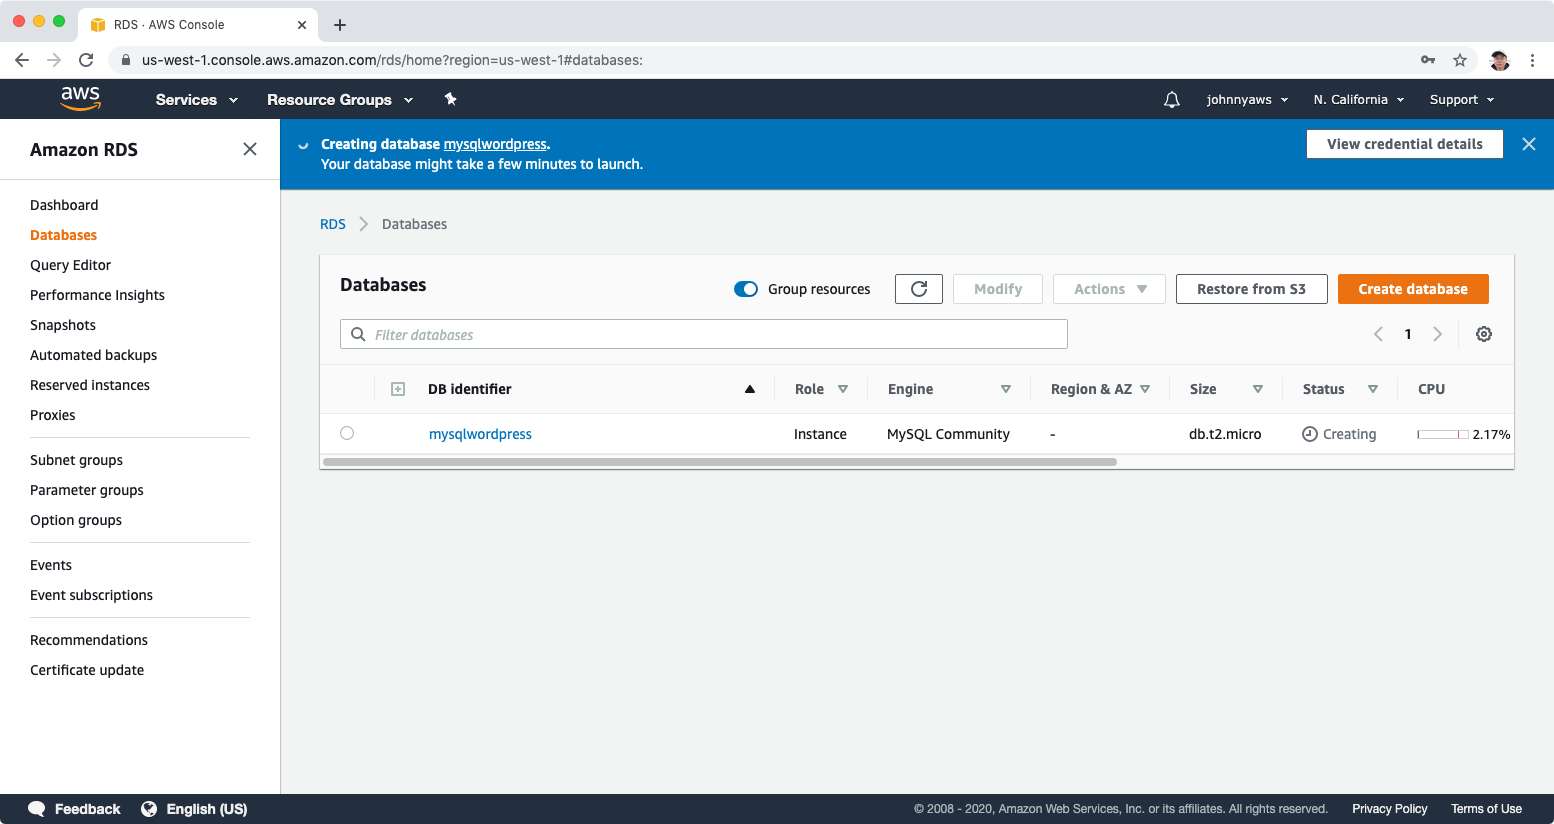 RDS · AWS Console
us-west-1.console.aws.amazon.com/rds/home?region=us-west-1#databases:
aws Services Resource Groups johnnyaws N. California Support
Amazon RDS
Dashboard
Databases
Query Editor
Performance Insights
Snapshots
Automated backups
Reserved instances
Proxies
Subnet groups
Parameter groups
Option groups
Events
Event subscriptions
Recommendations
Certificate update
Creating database mysqlwordpress.
Your database might take a few minutes to launch.
View credential details
RDS Databases
Databases
Group resources Modify Actions Restore from S3 Create database
Filter databases
1
DB identifier Role Engine Region & AZ Size Status CPU
mysqlwordpress Instance MySQL Community - db.t2.micro Creating 2.17%
Feedback English (US) © 2008 - 2020, Amazon Web Services, Inc. or its affiliates. All rights reserved. Privacy Policy Terms of Use